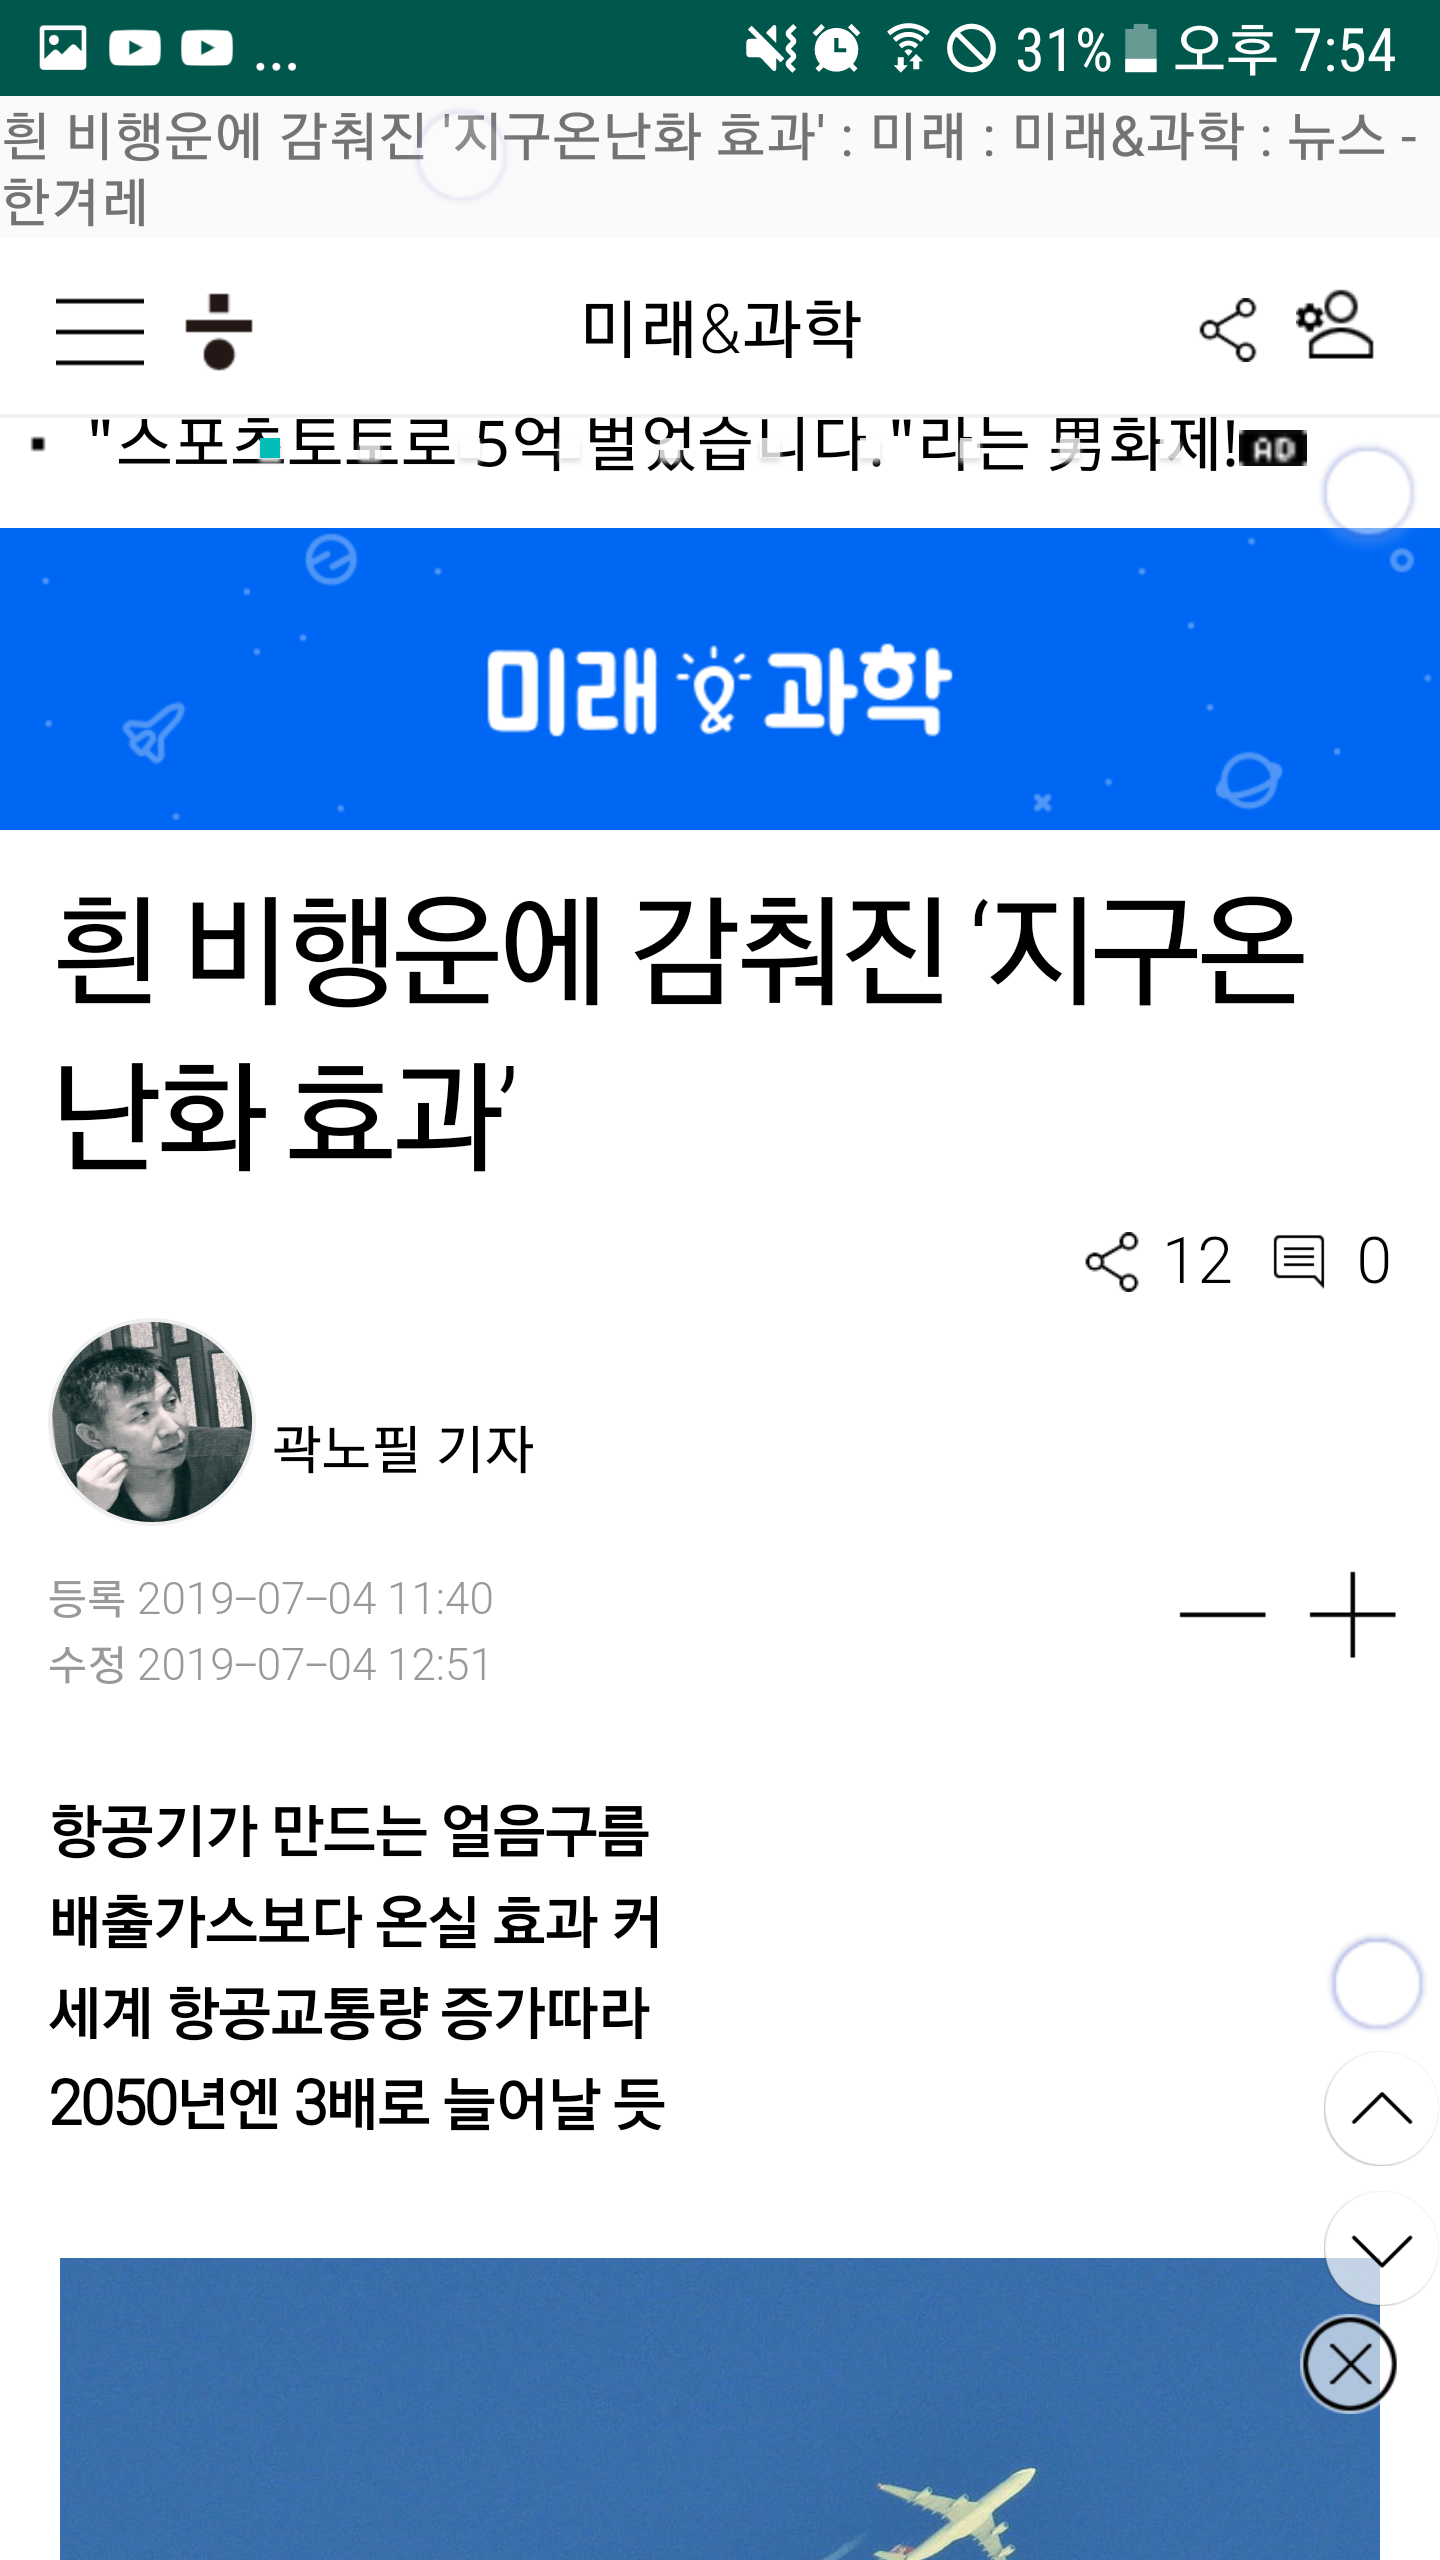 ... 31% 오후 7:54
흰 비행운에 감춰진 '지구온난화 효과' : 미래 : 미래&과학 : 뉴스 -
한겨레
미래&과학
"스포츠토토로 5억 벌었습니다."라는 男화제! AD
미래 과학
흰 비행운에 감춰진 ‘지구온
난화 효과’
12 0
곽노필 기자
등록 2019-07-04 11:40
수정 2019-07-04 12:51
항공기가 만드는 얼음구름
배출가스보다 온실 효과 커
세계 항공교통량 증가따라
2050년엔 3배로 늘어날 듯